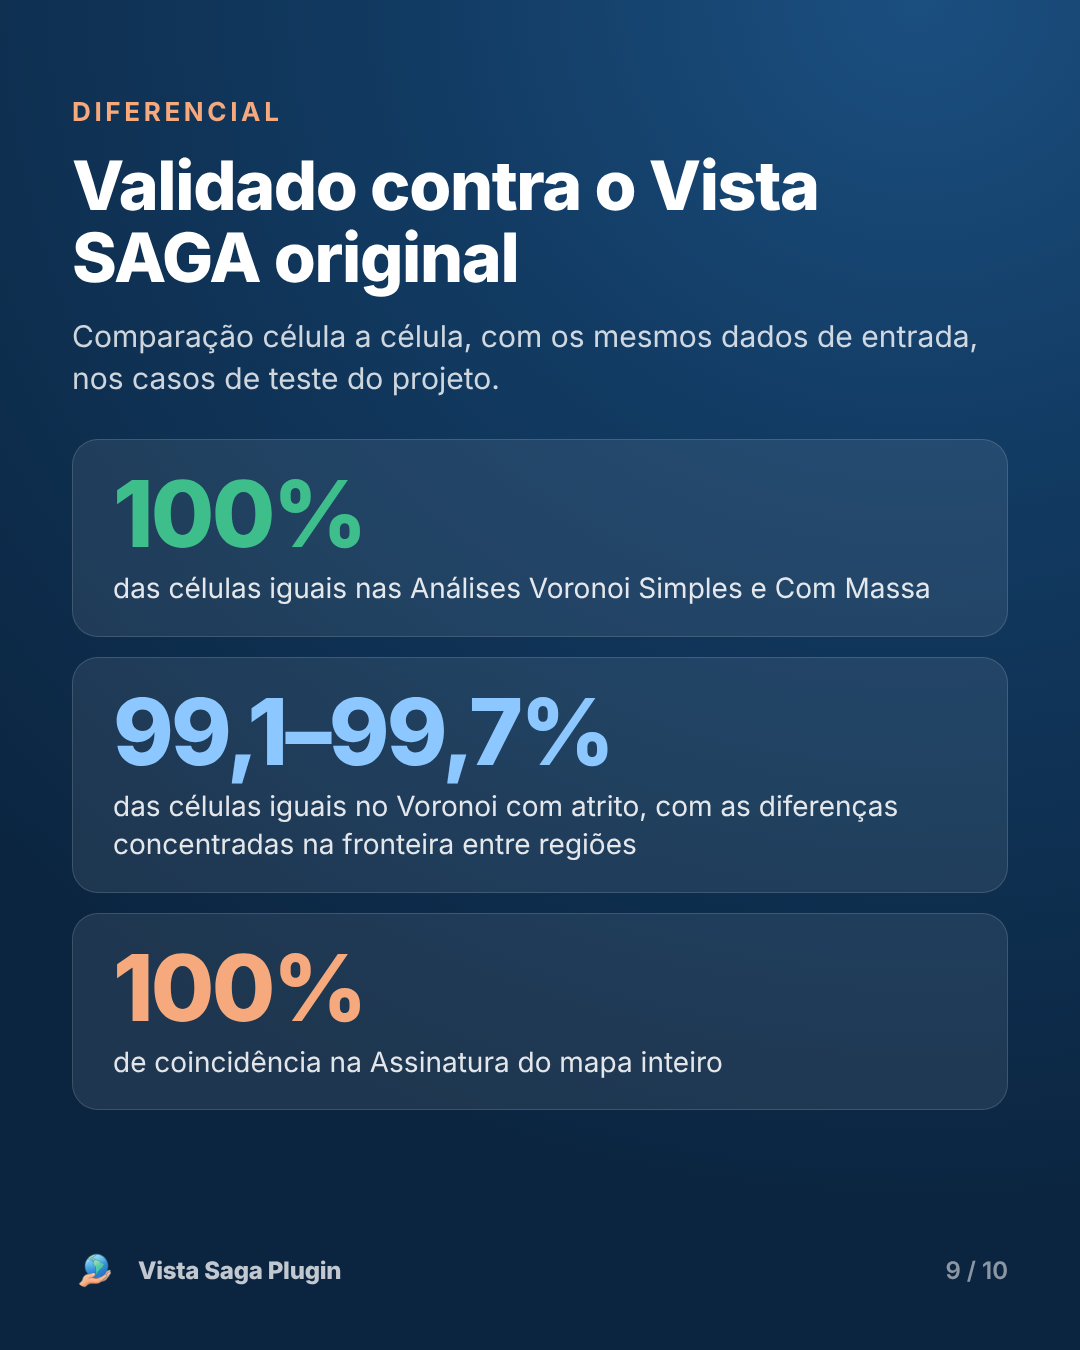 DIFERENCIAL
Validado contra o Vista
SAGA original
Comparação célula a célula, com os mesmos dados de entrada,
nos casos de teste do projeto.
100%
das células iguais nas Análises Voronoi Simples e Com Massa
99,1–99,7%
das células iguais no Voronoi com atrito, com as diferenças
concentradas na fronteira entre regiões
100%
de coincidência na Assinatura do mapa inteiro
Vista Saga Plugin
9 / 10